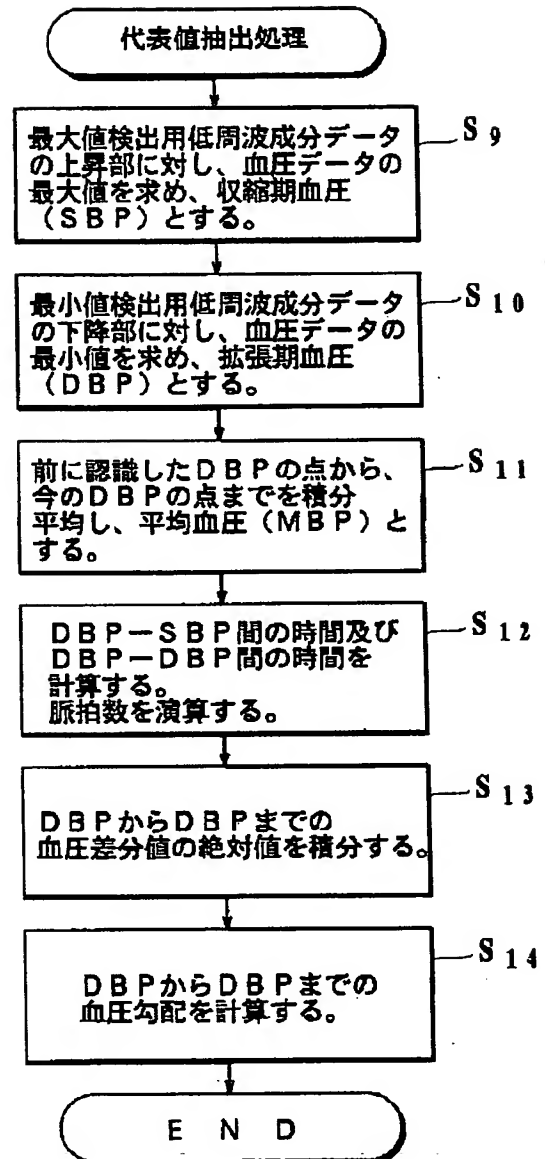 代表値抽出処理
最大値検出用低周波成分データ
の上昇部に対し、血圧データの
最大値を求め、収縮期血圧
(SBP)とする。
S9
最小値検出用低周波成分データ
の下降部に対し、血圧データの
最小値を求め、拡張期血圧
(DBP)とする。
S10
前に認識したDBPの点から、
今のDBPの点までを積分
平均し、平均血圧(MBP)と
する。
S11
DBP-SBP間の時間及び
DBP-DBP間の時間を
計算する。
脈拍数を演算する。
S12
DBPからDBPまでの
血圧差分値の絶対値を積分する。
S13
DBPからDBPまでの
血圧勾配を計算する。
S14
END